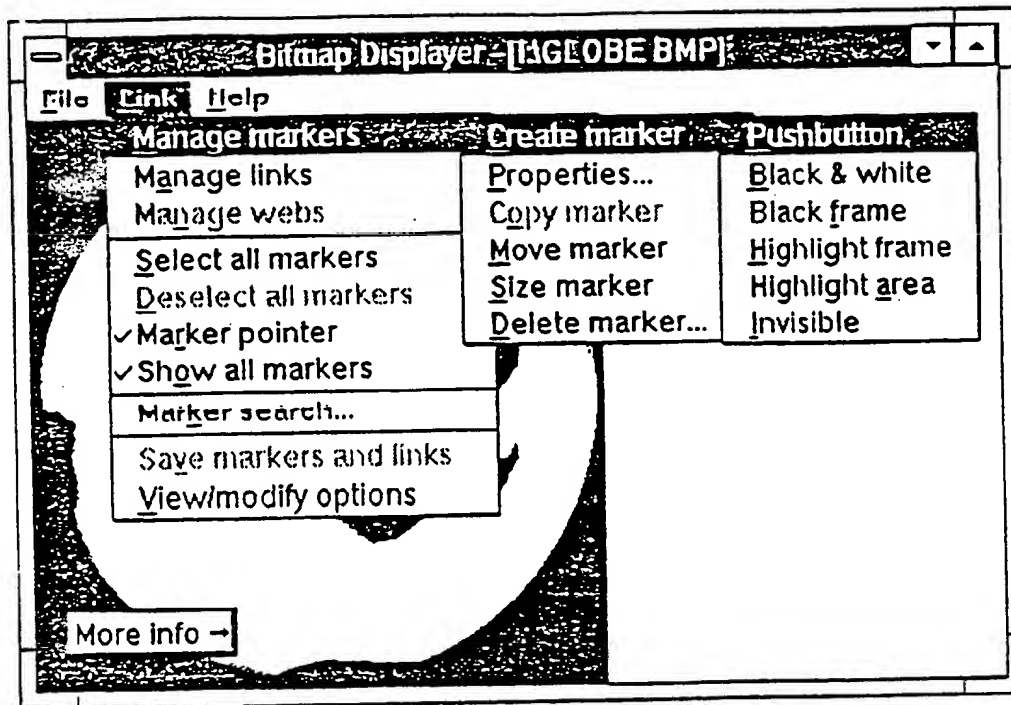 Bitmap Displayer -[I:\GLOBE BMP]
File Link Help
Manage markers
Manage links
Manage webs
Select all markers
Deselect all markers
✓Marker pointer
✓Show all markers
Marker search...
Save markers and links
View/modify options
Create marker
Properties...
Copy marker
Move marker
Size marker
Delete marker...
Pushbutton
Black & white
Black frame
Highlight frame
Highlight area
Invisible
More info →